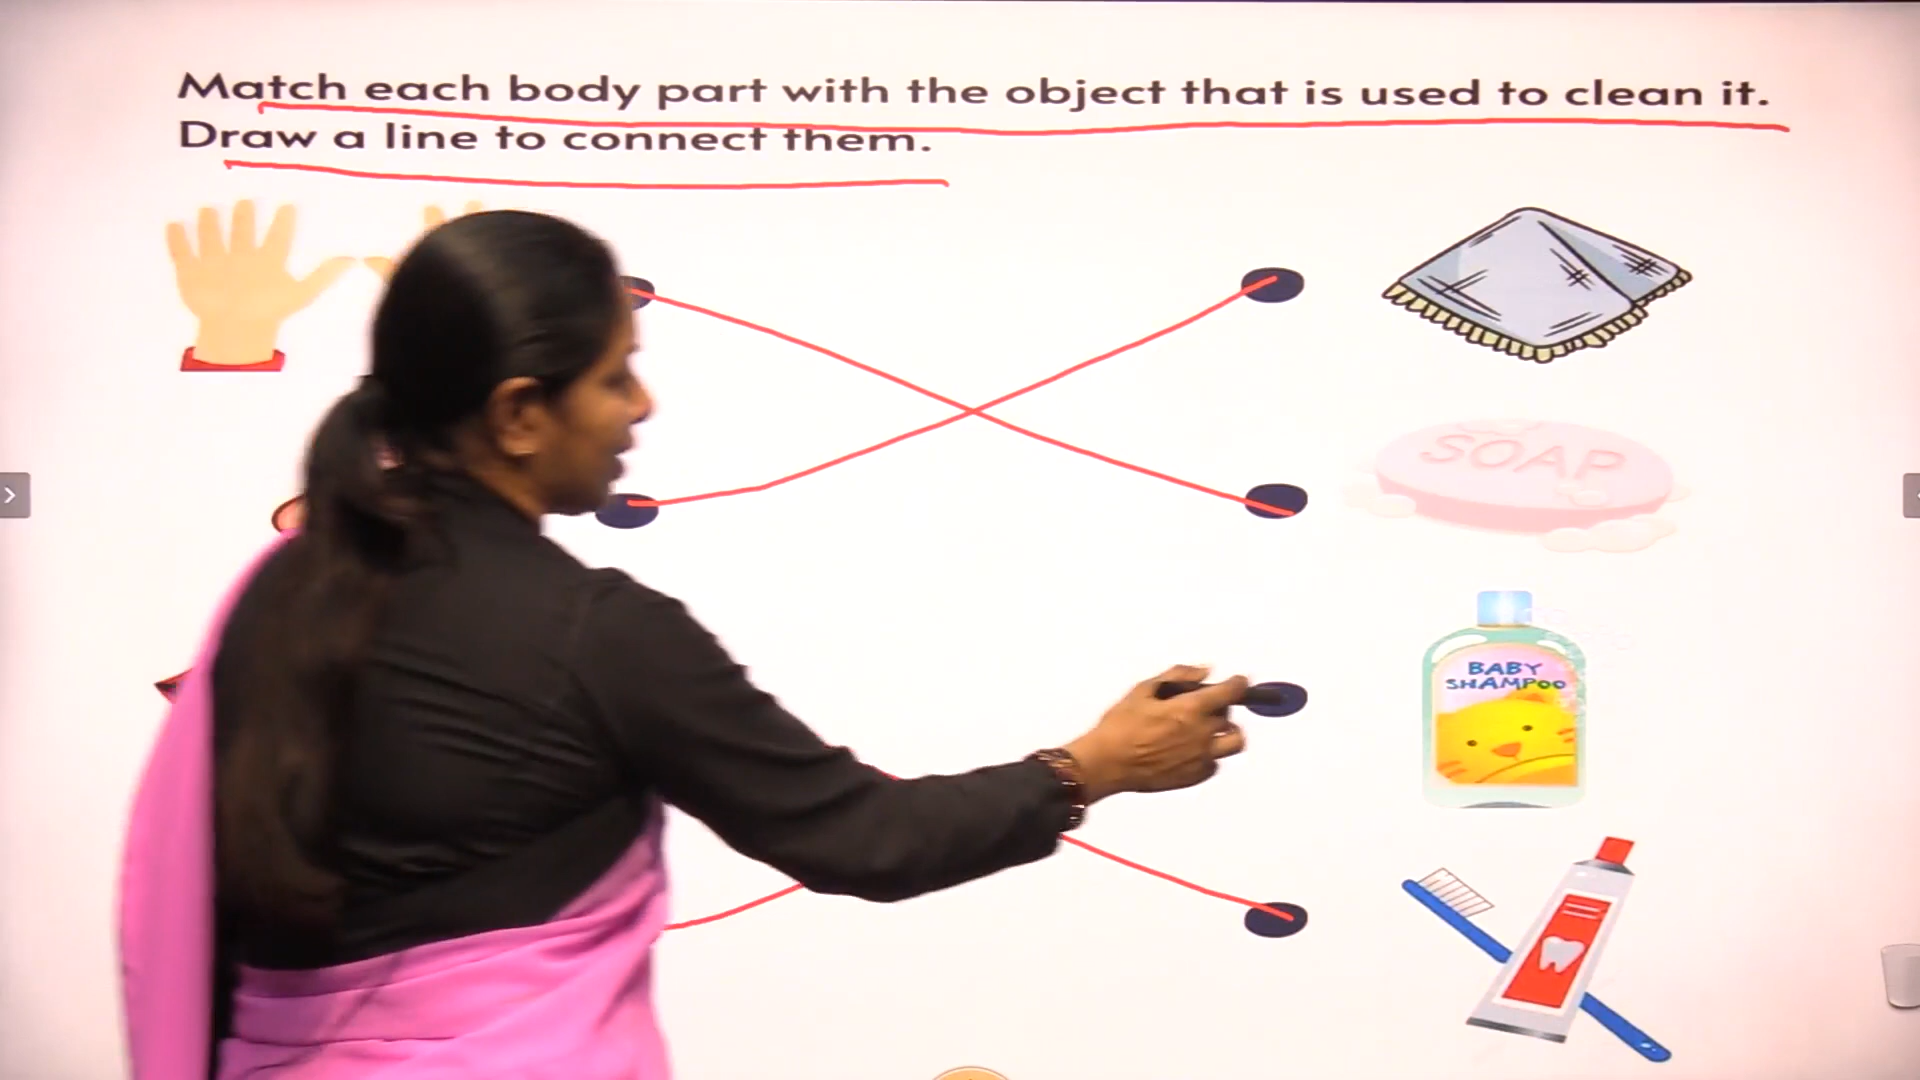 Match each body part with the object that is used to clean it.
Draw a line to connect them.
SOAP
BABY
SHAMPOO